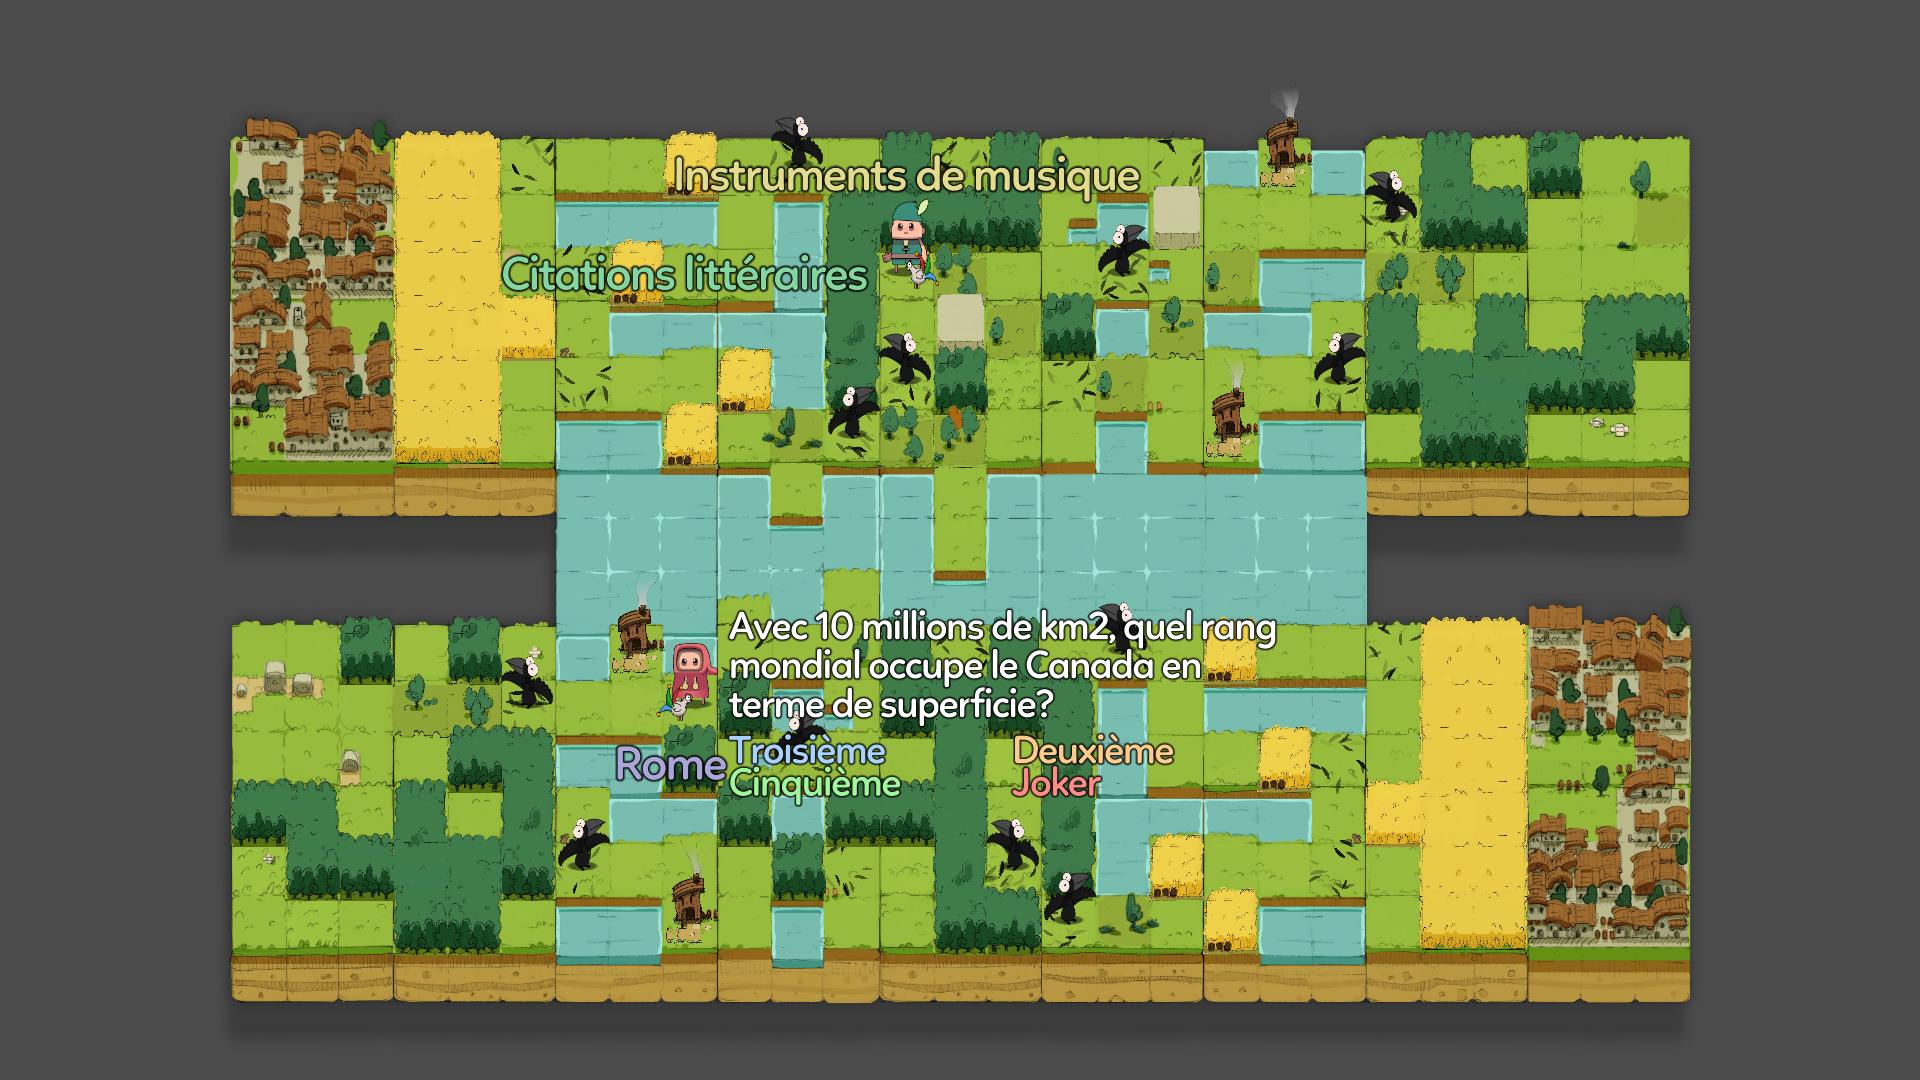 Instruments de musique
Citations littéraires
Avec 10 millions de km2, quel rang
mondial occupe le Canada en
terme de superficie?
Rome
Troisième
Deuxième
Cinquième
Joker